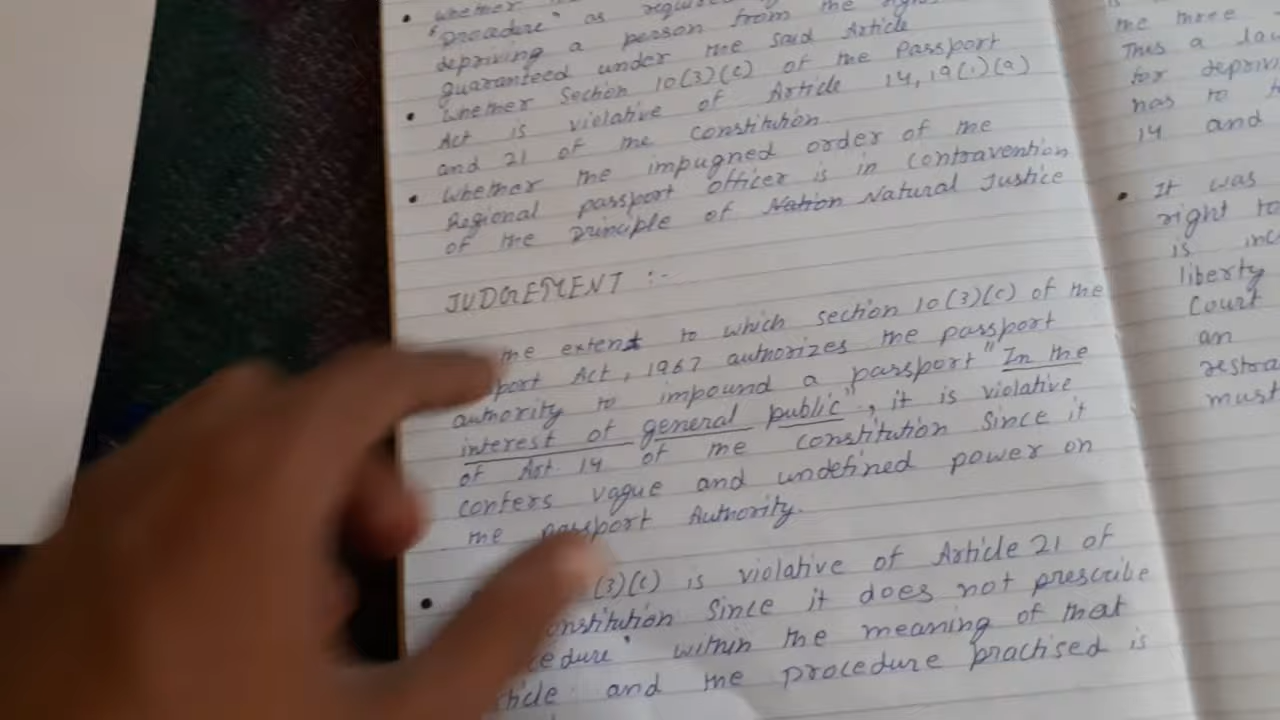 whether
"Procedure" as
depriving a person from the
guaranteed under the said Article
• whether Section 10(3)(c) of the Passport
Act is violative of Article 14, 19(1)(a)
and 21 of the constitution.
• whether the impugned order of the
Regional passport officer is in contravention
of the principle of Nation Natural Justice
JUDGEMENT :-
the extent to which section 10(3)(c) of the
port Act, 1967 authorizes the passport
authority to impound a passport "In the
interest of general public", it is violative
of Art. 14 of the constitution Since it
confers vague and undefined power on
the passport Authority.
• (3)(c) is violative of Article 21 of
onstitution Since it does not prescribe
cedure" within the meaning of that
ticle and the procedure practised is
the three
Thus a law
for
has to
14 and
• It was
right to
is
liberty
Court
an
must